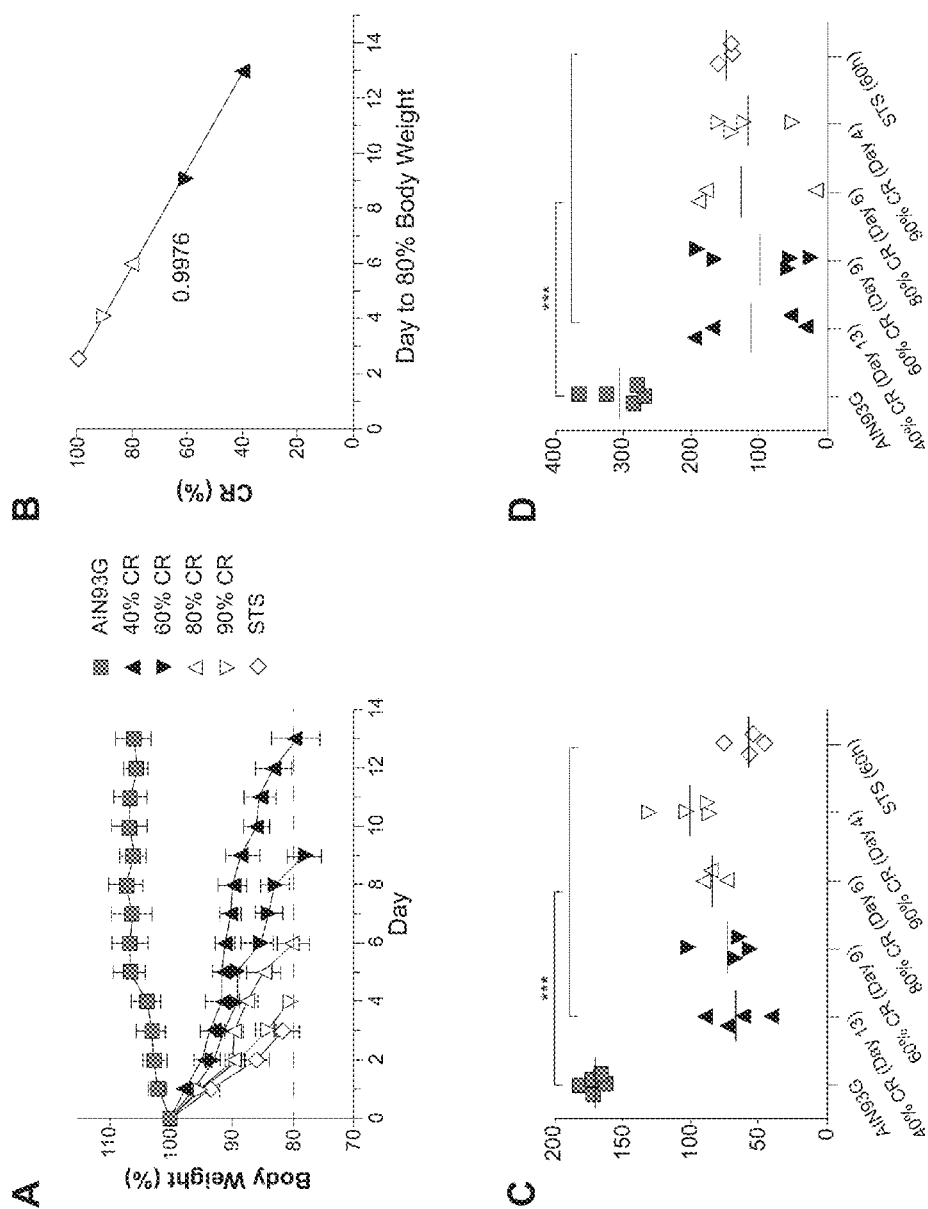 A
Body Weight (%)
110
100
90
80
70
0
2
4
6
8
10
12
14
Day
AIN93G
40% CR
60% CR
80% CR
90% CR
STS
B
CR (%)
100
80
60
40
20
0
0
2
4
6
8
10
12
14
0.9976
Day to 80% Body Weight
C
200
150
100
50
0
***
AIN93G
40% CR (Day 13)
60% CR (Day 9)
80% CR (Day 6)
90% CR (Day 4)
STS (60h)
D
400
300
200
100
0
***
AIN93G
40% CR (Day 13)
60% CR (Day 9)
80% CR (Day 6)
90% CR (Day 4)
STS (60h)